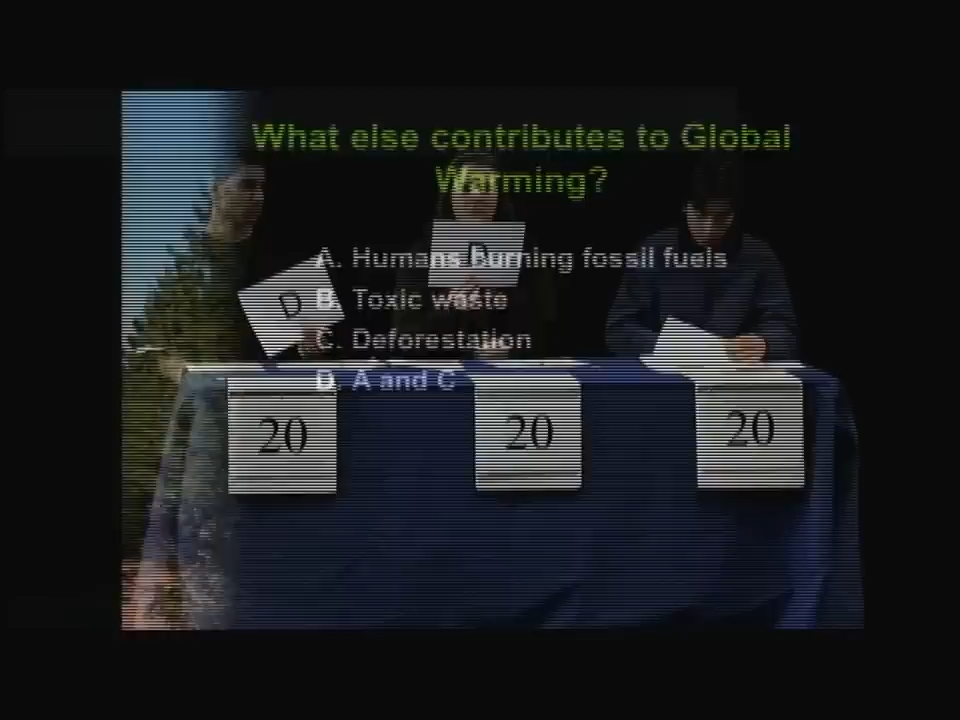 What else contributes to Global
Warming?
A. Humans burning fossil fuels
B. Toxic waste
C. Deforestation
D. A and C
D
D
20
20
20